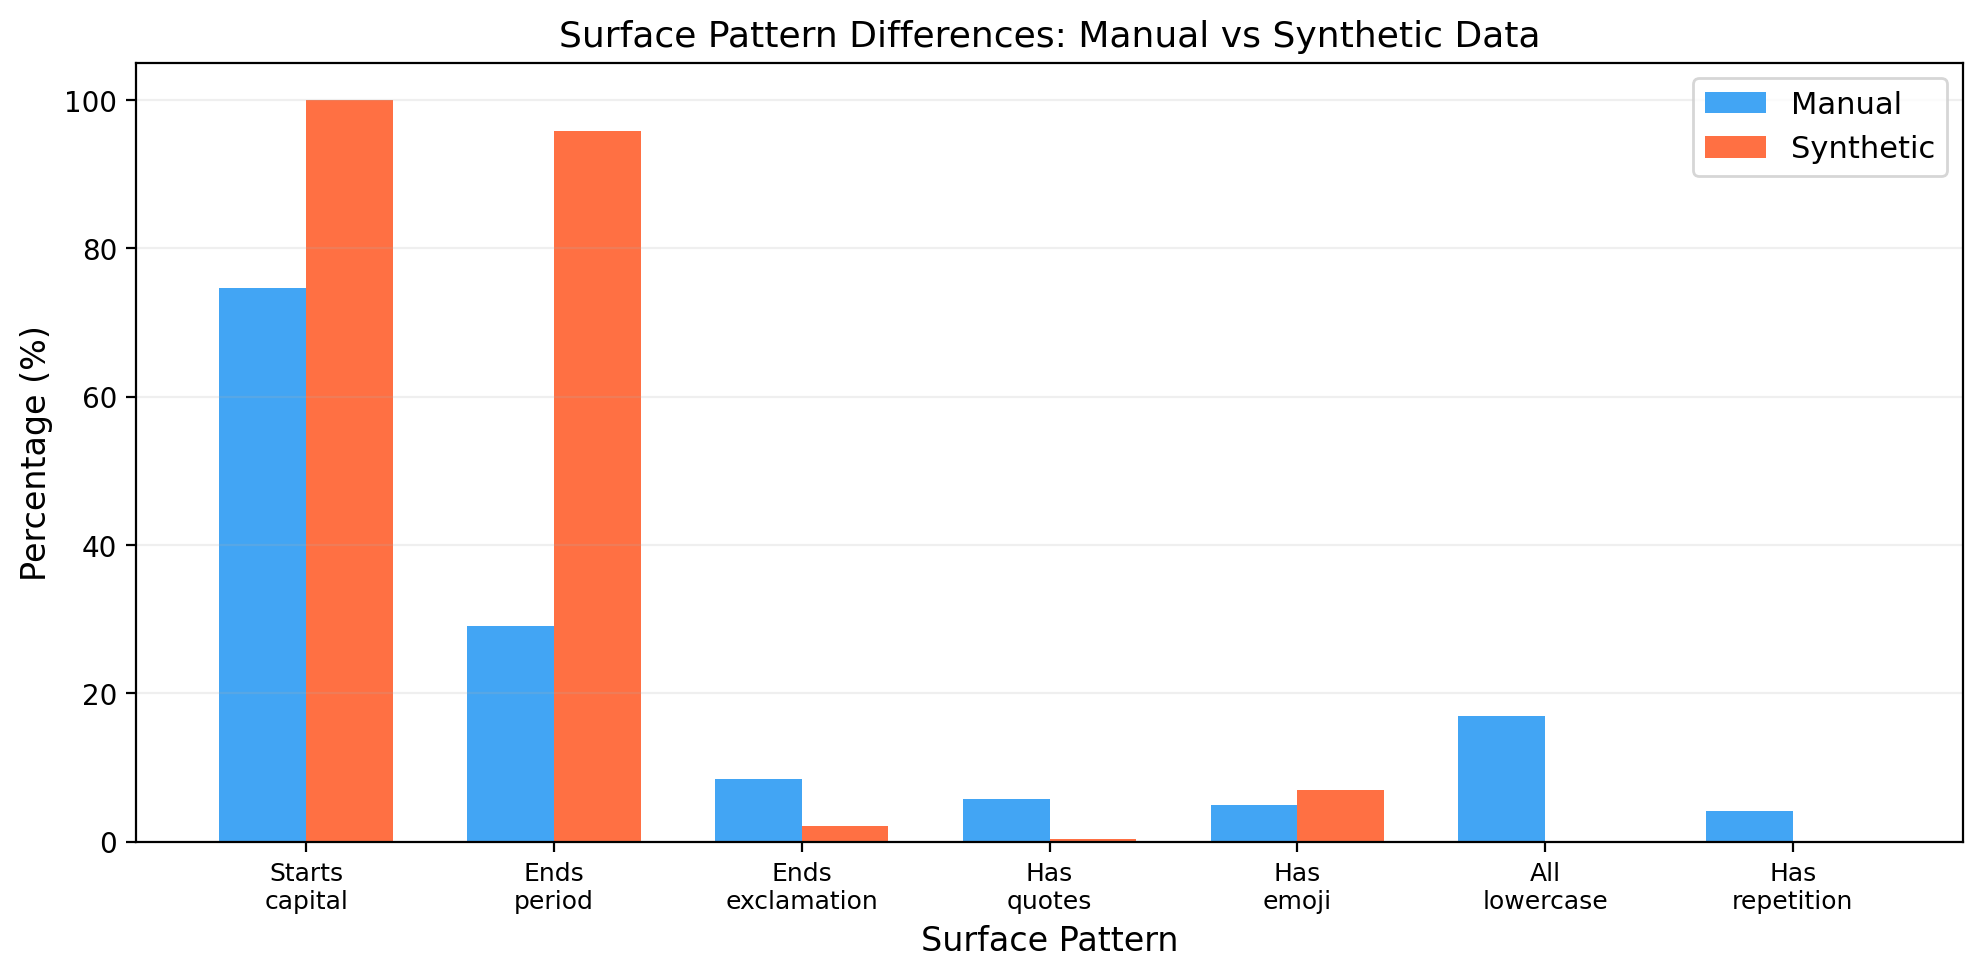 Surface Pattern Differences: Manual vs Synthetic Data
Manual
Synthetic
Percentage (%)
100
80
60
40
20
0
Starts
capital
Ends
period
Ends
exclamation
Has
quotes
Has
emoji
All
lowercase
Has
repetition
Surface Pattern